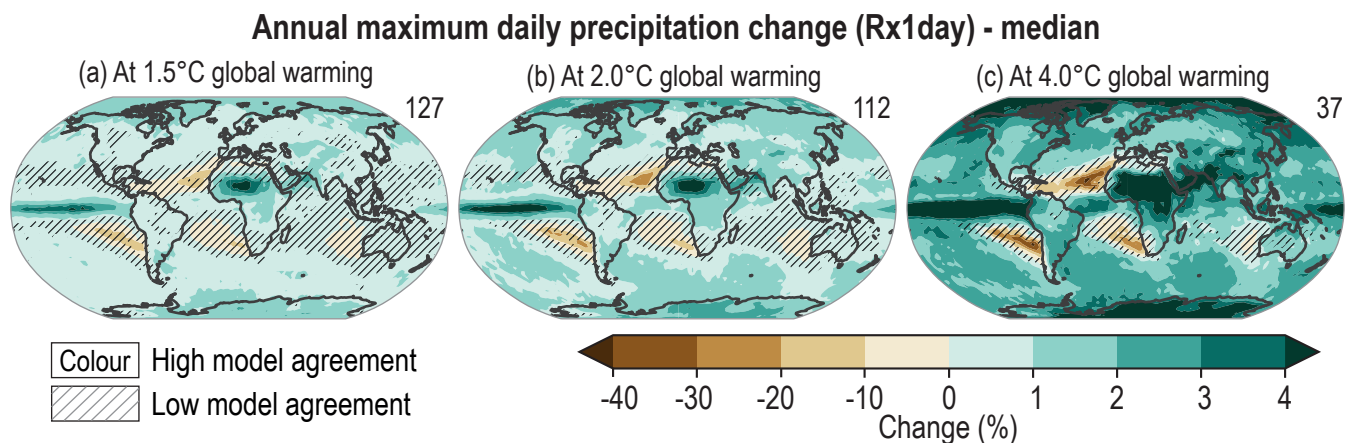 Annual maximum daily precipitation change (Rx1day) - median
(a) At 1.5°C global warming
127
(b) At 2.0°C global warming
112
(c) At 4.0°C global warming
37
Colour High model agreement
Low model agreement
-40 -30 -20 -10 0 1 2 3 4
Change (%)